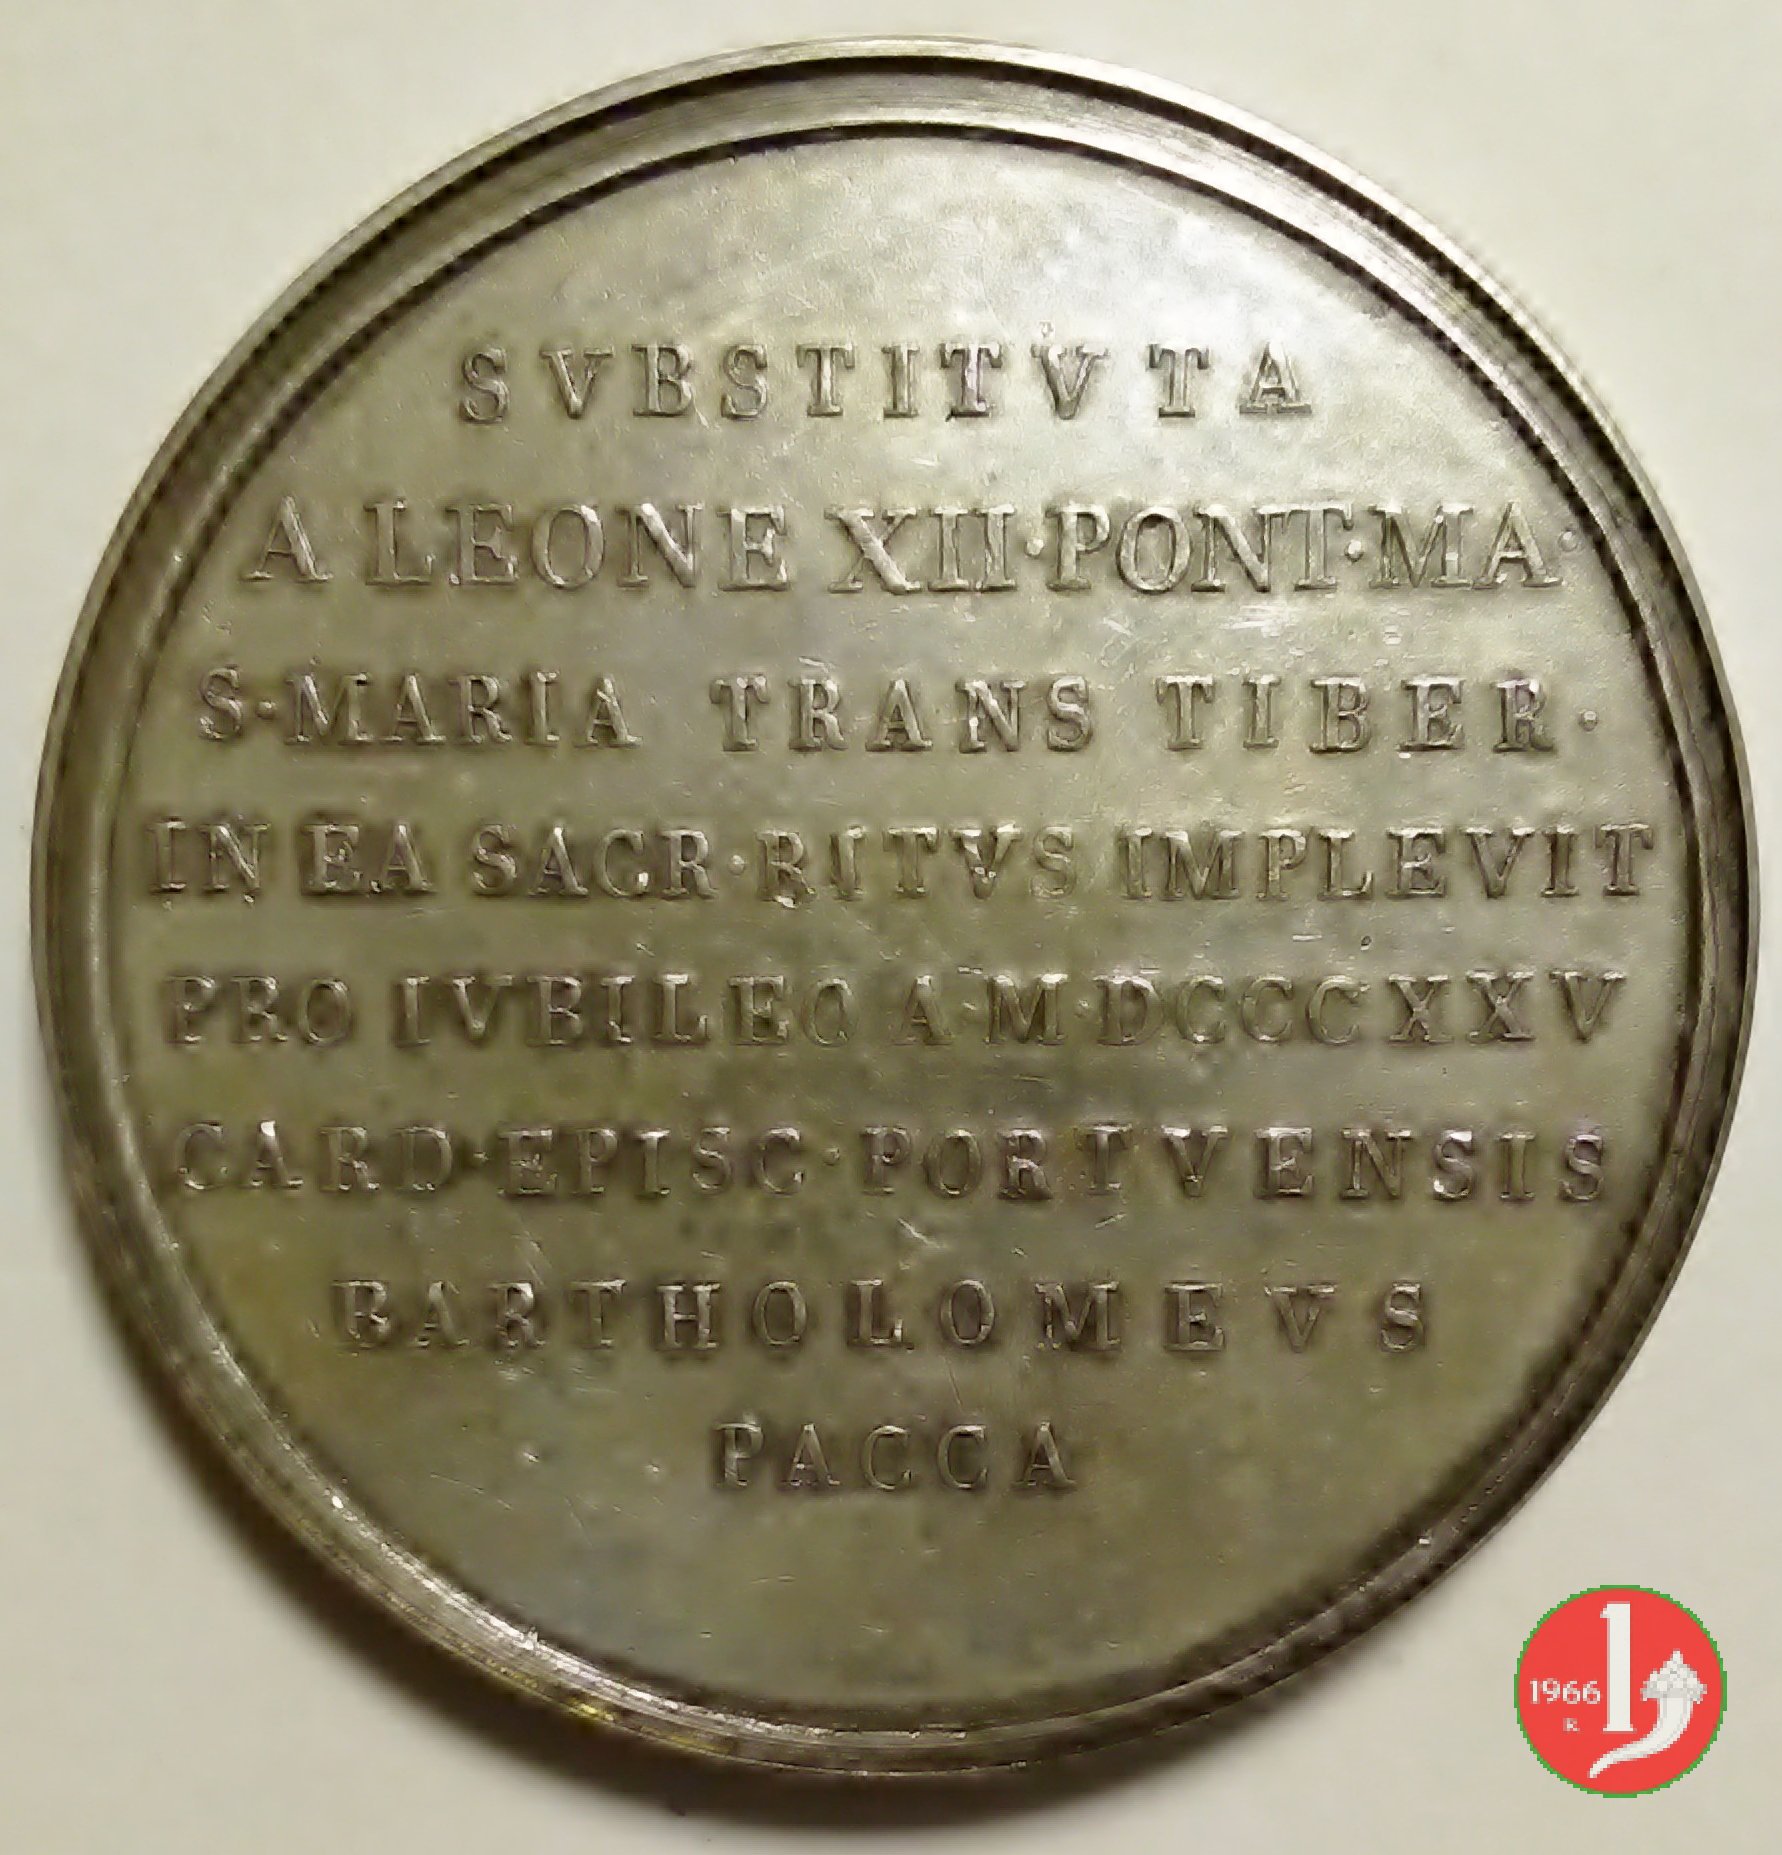 SVBSTITVTA
A LEONE XII·PONT·MA·
S·MARIA TRANS TIBER·
IN EA SACR·RITVS IMPLEVIT
PRO IVBILEO A·M·DCCCXXV
CARD·EPISC·PORTVENSIS
BARTHOLOMEVS
PACCA
1966
R